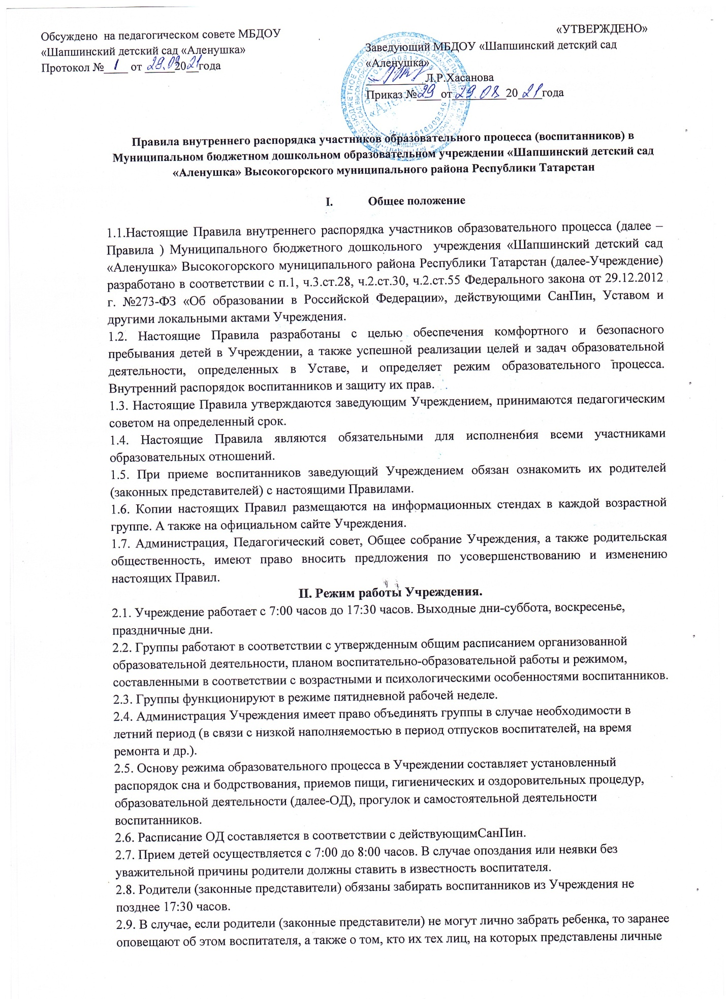 Обсуждено на педагогическом совете МБДОУ
«Шапшинский детский сад «Аленушка»
Протокол №__1__ от 29.08 2021года
«УТВЕРЖДЕНО»
Заведующий МБДОУ «Шапшинский детский сад
«Аленушка»
__________Л.Р.Хасанова
Приказ №29 от 29.08 2021 года
Правила внутреннего распорядка участников образовательного процесса (воспитанников) в
Муниципальном бюджетном дошкольном образовательном учреждении «Шапшинский детский сад
«Аленушка» Высокогорского муниципального района Республики Татарстан
I. Общее положение
1.1.Настоящие Правила внутреннего распорядка участников образовательного процесса (далее –
Правила ) Муниципального бюджетного дошкольного учреждения «Шапшинский детский сад
«Аленушка» Высокогорского муниципального района Республики Татарстан (далее-Учреждение)
разработано в соответствии с п.1, ч.3.ст.28, ч.2.ст.30, ч.2.ст.55 Федерального закона от 29.12.2012
г. №273-ФЗ «Об образовании в Российской Федерации», действующими СанПин, Уставом и
другими локальными актами Учреждения.
1.2. Настоящие Правила разработаны с целью обеспечения комфортного и безопасного
пребывания детей в Учреждении, а также успешной реализации целей и задач образовательной
деятельности, определенных в Уставе, и определяет режим образовательного процесса.
Внутренний распорядок воспитанников и защиту их прав.
1.3. Настоящие Правила утверждаются заведующим Учреждением, принимаются педагогическим
советом на определенный срок.
1.4. Настоящие Правила являются обязательными для исполнен6ия всеми участниками
образовательных отношений.
1.5. При приеме воспитанников заведующий Учреждением обязан ознакомить их родителей
(законных представителей) с настоящими Правилами.
1.6. Копии настоящих Правил размещаются на информационных стендах в каждой возрастной
группе. А также на официальном сайте Учреждения.
1.7. Администрация, Педагогический совет, Общее собрание Учреждения, а также родительская
общественность, имеют право вносить предложения по усовершенствованию и изменению
настоящих Правил.
II. Режим работы Учреждения.
2.1. Учреждение работает с 7:00 часов до 17:30 часов. Выходные дни-суббота, воскресенье,
праздничные дни.
2.2. Группы работают в соответствии с утвержденным общим расписанием организованной
образовательной деятельности, планом воспитательно-образовательной работы и режимом,
составленными в соответствии с возрастными и психологическими особенностями воспитанников.
2.3. Группы функционируют в режиме пятидневной рабочей неделе.
2.4. Администрация Учреждения имеет право объединять группы в случае необходимости в
летний период (в связи с низкой наполняемостью в период отпусков воспитателей, на время
ремонта и др.).
2.5. Основу режима образовательного процесса в Учреждении составляет установленный
распорядок сна и бодрствования, приемов пищи, гигиенических и оздоровительных процедур,
образовательной деятельности (далее-ОД), прогулок и самостоятельной деятельности
воспитанников.
2.6. Расписание ОД составляется в соответствии с действующимСанПин.
2.7. Прием детей осуществляется с 7:00 до 8:00 часов. В случае опоздания или неявки без
уважительной причины родители должны ставить в известность воспитателя.
2.8. Родители (законные представители) обязаны забирать воспитанников из Учреждения не
позднее 17:30 часов.
2.9. В случае, если родители (законные представители) не могут лично забрать ребенка, то заранее
оповещают об этом воспитателя, а также о том, кто их тех лиц, на которых представлены личные